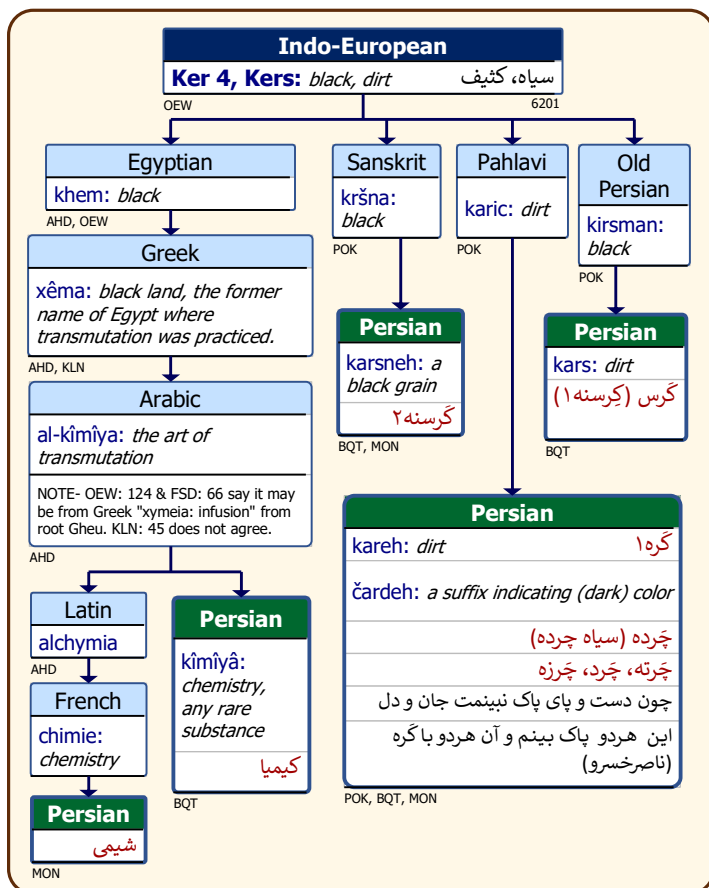 Indo-European
Ker 4, Kers: black, dirt سیاه، کثیف
OEW 6201
Egyptian
khem: black
AHD, OEW
Greek
xêma: black land, the former
name of Egypt where
transmutation was practiced.
AHD, KLN
Arabic
al-kîmîya: the art of
transmutation
NOTE- OEW: 124 & FSD: 66 say it may
be from Greek "xymeia: infusion" from
root Gheu. KLN: 45 does not agree.
AHD
Latin
alchymia
AHD
French
chimie:
chemistry
Persian
شیمی
MON
Persian
kîmîyâ:
chemistry,
any rare
substance
کیمیا
BQT
Sanskrit
kršna:
black
POK
Persian
karsneh: a
black grain
گرسنه۲
BQT, MON
Pahlavi
karic: dirt
POK
Persian
kareh: dirt گره۱
čardeh: a suffix indicating (dark) color
چَرده (سیاه چرده)
چَرته، چَرد، چَرزه
چون دست و پای پاک نبینمت جان و دل
این هردو پاک بینم و آن هردو با گره
(ناصرخسرو)
POK, BQT, MON
Old
Persian
kirsman:
black
POK
Persian
kars: dirt
گرس (کِرسنه۱)
BQT